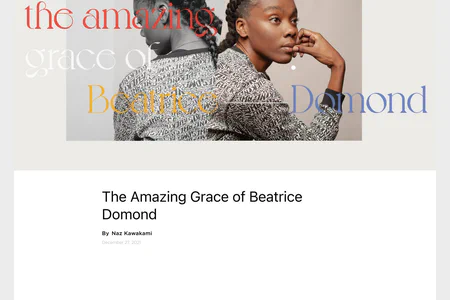 the amazing
grace of
Beatrice Domond
The Amazing Grace of Beatrice
Domond
By Naz Kawakami